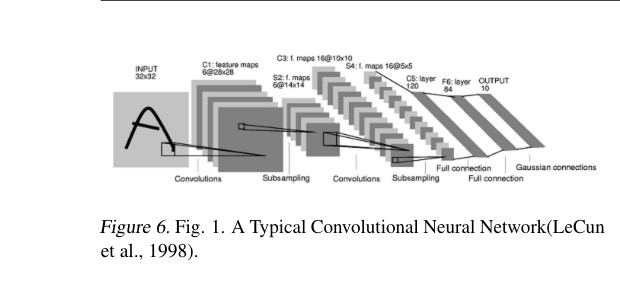 INPUT
32x32
C1: feature maps
6@28x28
S2: f. maps
6@14x14
C3: f. maps 16@10x10
S4: f. maps 16@5x5
C5: layer
120
F6: layer
84
OUTPUT
10
Convolutions
Subsampling
Convolutions
Subsampling
Full connection
Full connection
Gaussian connections
Figure 6. Fig. 1. A Typical Convolutional Neural Network(LeCun
et al., 1998).